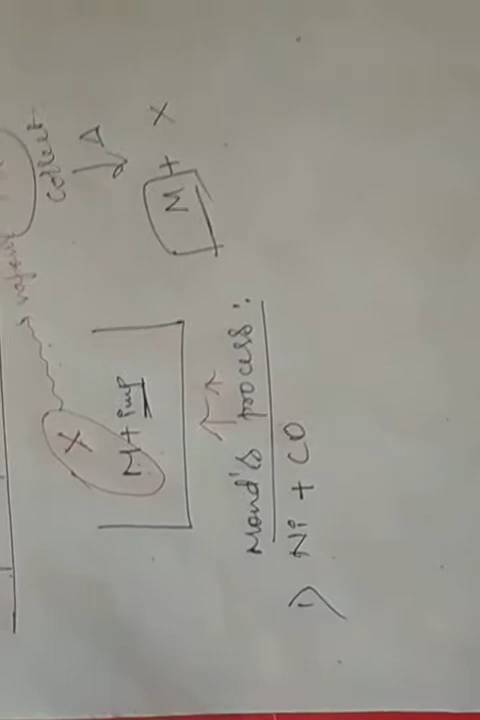 vapour
collect
Δ
M + X
X
M + imp
Mond's process :
1) Ni + CO